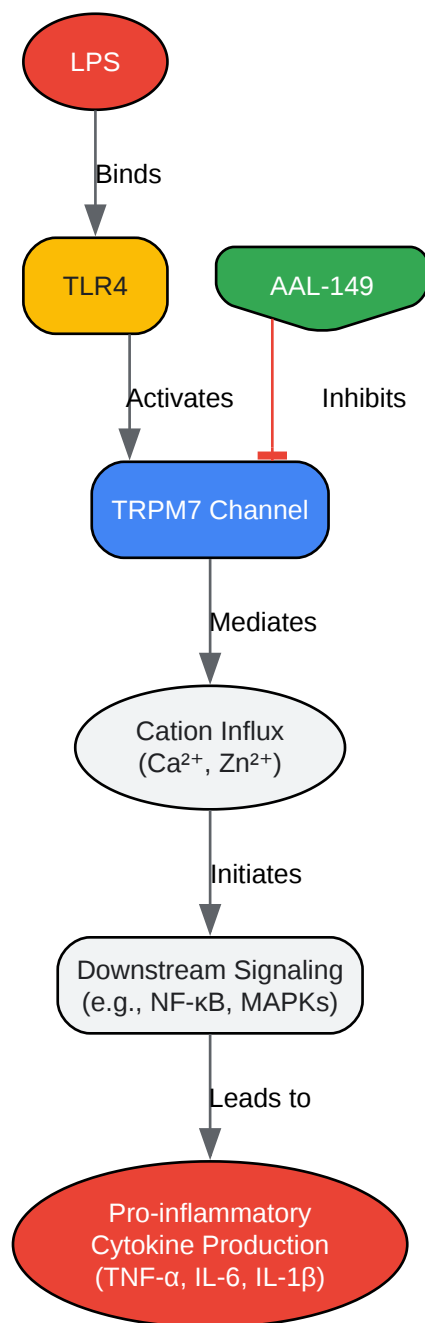 LPS
Binds
TLR4
AAL-149
Activates
Inhibits
TRPM7 Channel
Mediates
Cation Influx
(Ca²⁺, Zn²⁺)
Initiates
Downstream Signaling
(e.g., NF-κB, MAPKs)
Leads to
Pro-inflammatory
Cytokine Production
(TNF-α, IL-6, IL-1β)